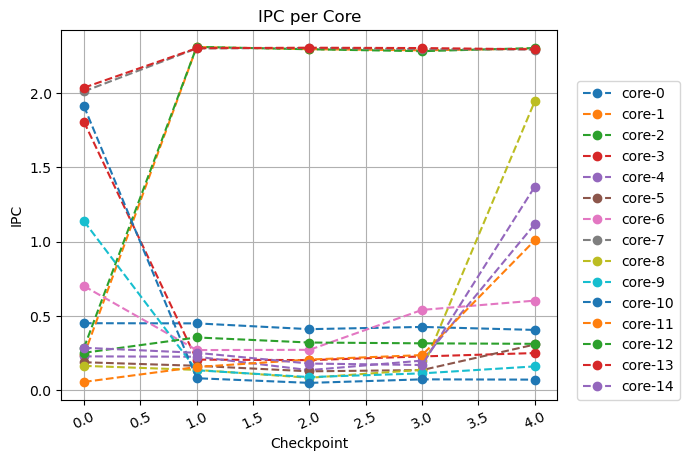 IPC per Core
IPC
2.0
1.5
1.0
0.5
0.0
0.0
0.5
1.0
1.5
2.0
2.5
3.0
3.5
4.0
Checkpoint
core-0
core-1
core-2
core-3
core-4
core-5
core-6
core-7
core-8
core-9
core-10
core-11
core-12
core-13
core-14